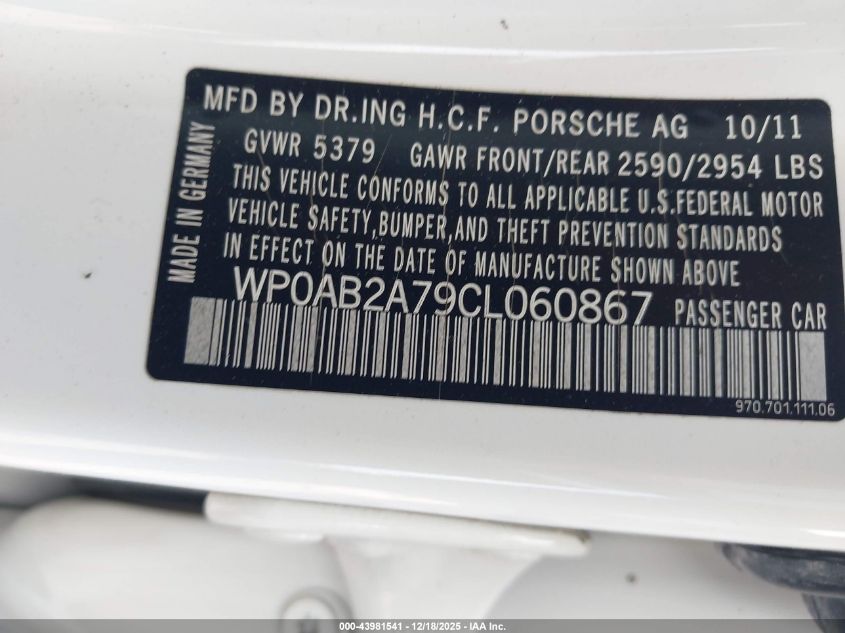 MFD BY DR.ING H.C.F. PORSCHE AG 10/11
GVWR 5379 GAWR FRONT/REAR 2590/2954 LBS
THIS VEHICLE CONFORMS TO ALL APPLICABLE U.S.FEDERAL MOTOR
VEHICLE SAFETY,BUMPER,AND THEFT PREVENTION STANDARDS
IN EFFECT ON THE DATE OF MANUFACTURE SHOWN ABOVE
WP0AB2A79CL060867 PASSENGER CAR
970.701.111.06
MADE IN GERMANY
000-43981541 - 12/18/2025 - IAA Inc.